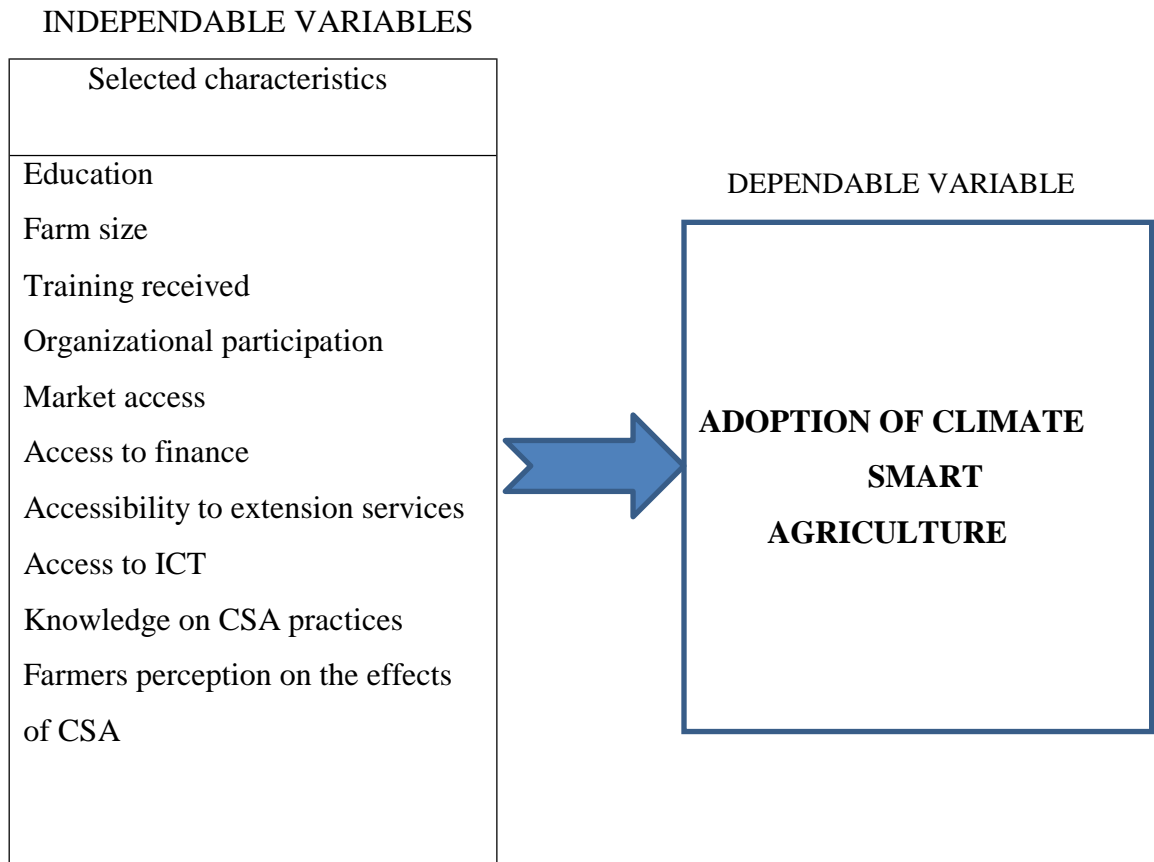 INDEPENDABLE VARIABLES
Selected characteristics
Education
Farm size
Training received
Organizational participation
Market access
Access to finance
Accessibility to extension services
Access to ICT
Knowledge on CSA practices
Farmers perception on the effects
of CSA
DEPENDABLE VARIABLE
ADOPTION OF CLIMATE
SMART
AGRICULTURE